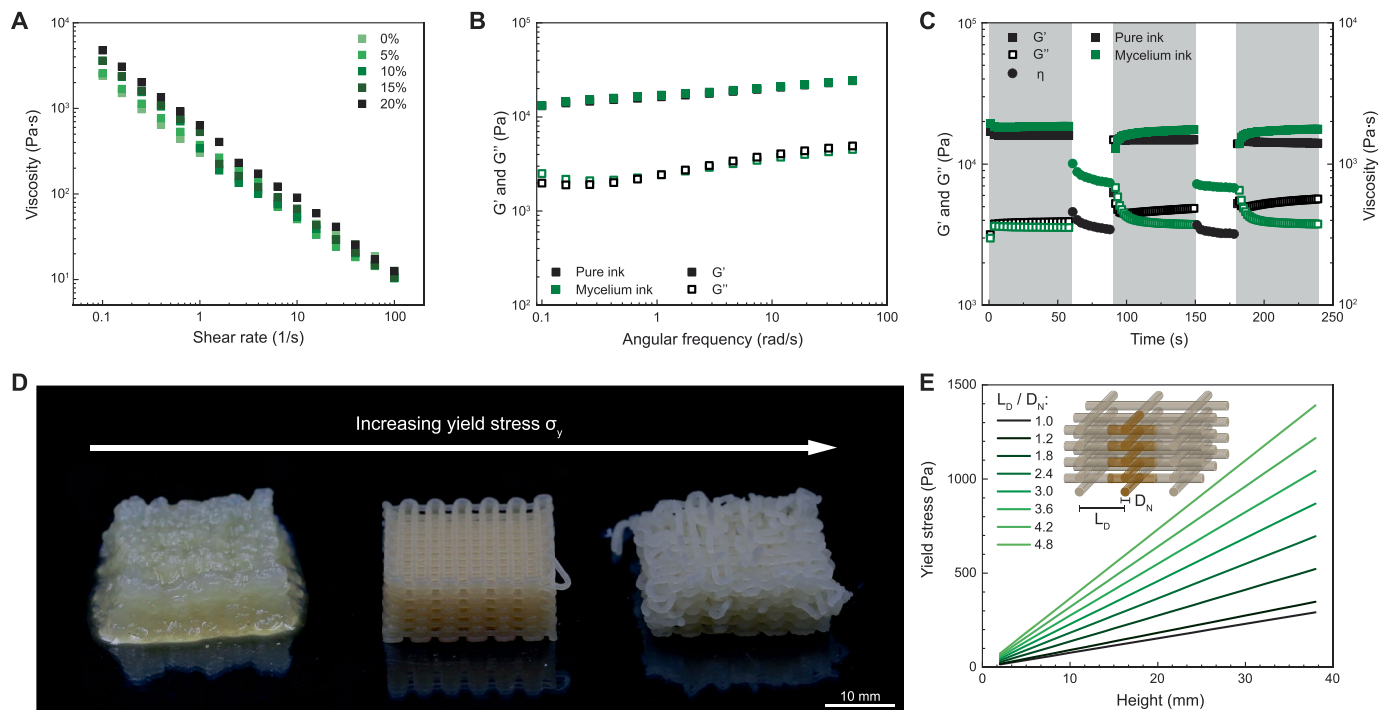 A
10⁴
10³
10²
10¹
Viscosity (Pa·s)
0%
5%
10%
15%
20%
0.1
1
10
100
Shear rate (1/s)
B
10⁵
10⁴
10³
10²
G' and G'' (Pa)
Pure ink
Mycelium ink
G'
G''
0.1
1
10
100
Angular frequency (rad/s)
C
10⁵
10⁴
10³
G' and G'' (Pa)
G'
G''
η
Pure ink
Mycelium ink
10⁴
10³
10²
Viscosity (Pa·s)
0
50
100
150
200
250
Time (s)
D
Increasing yield stress σy
10 mm
E
1500
1000
500
0
Yield stress (Pa)
LD / DN:
1.0
1.2
1.8
2.4
3.0
3.6
4.2
4.8
DN
LD
0
10
20
30
40
Height (mm)